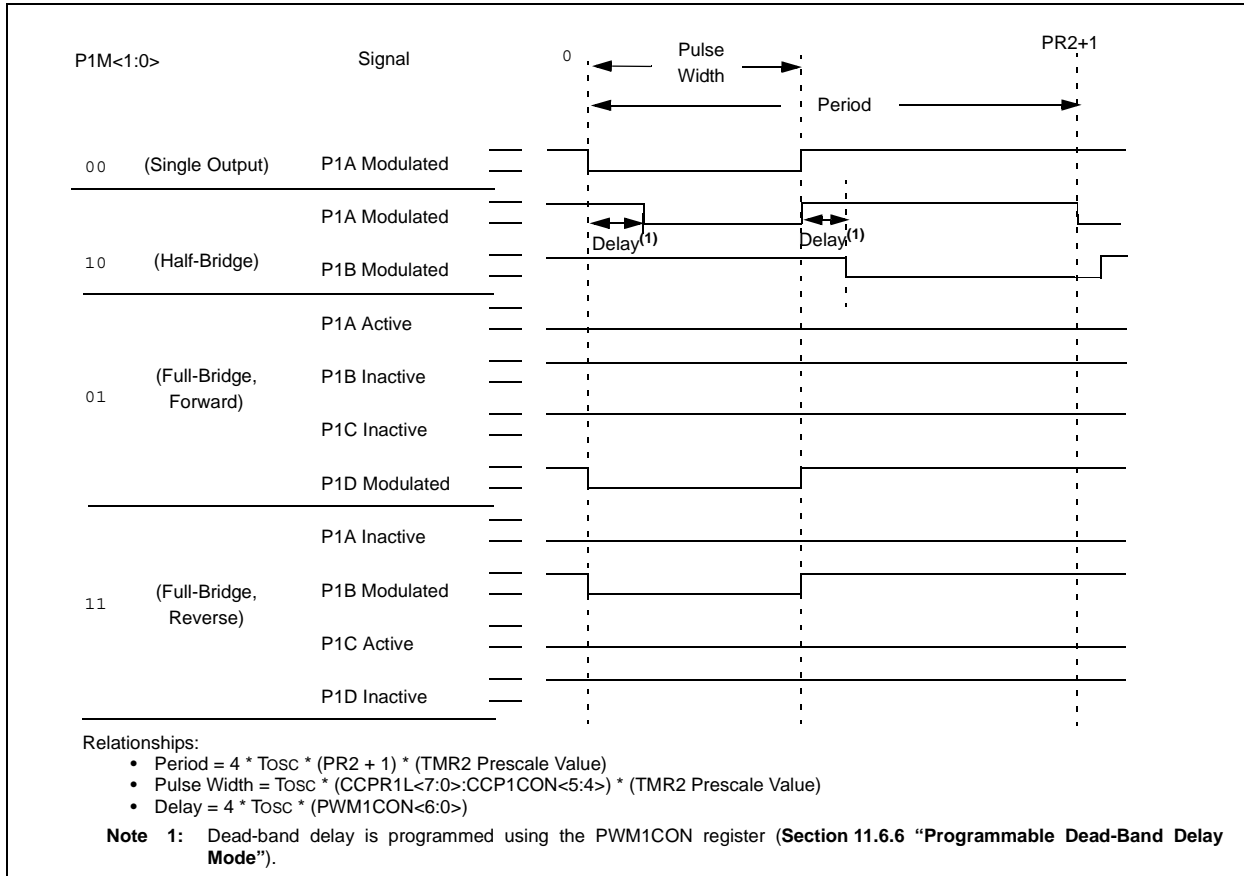 P1M<1:0>
Signal
0
Pulse
Width
PR2+1
Period
00
(Single Output)
P1A Modulated
P1A Modulated
Delay(1)
Delay(1)
10
(Half-Bridge)
P1B Modulated
P1A Active
01
(Full-Bridge,
Forward)
P1B Inactive
P1C Inactive
P1D Modulated
P1A Inactive
11
(Full-Bridge,
Reverse)
P1B Modulated
P1C Active
P1D Inactive
Relationships:
• Period = 4 * TOSC * (PR2 + 1) * (TMR2 Prescale Value)
• Pulse Width = TOSC * (CCPR1L<7:0>:CCP1CON<5:4>) * (TMR2 Prescale Value)
• Delay = 4 * TOSC * (PWM1CON<6:0>)
Note 1: Dead-band delay is programmed using the PWM1CON register (Section 11.6.6 “Programmable Dead-Band Delay
Mode”).